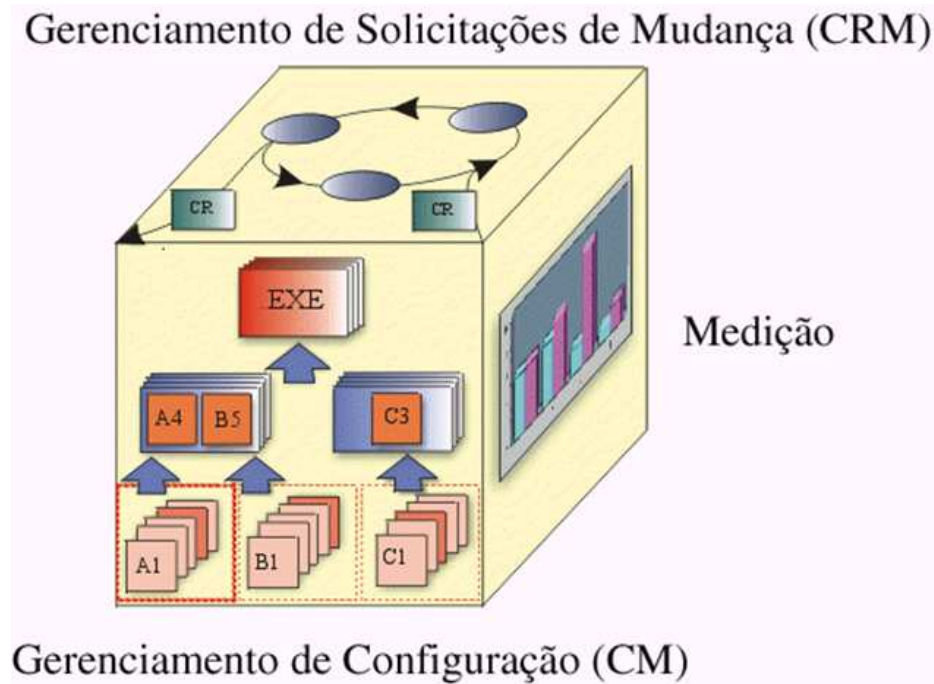 Gerenciamento de Solicitações de Mudança (CRM)
CR
CR
EXE
Medição
A4 B5
C3
A1
B1
C1
Gerenciamento de Configuração (CM)